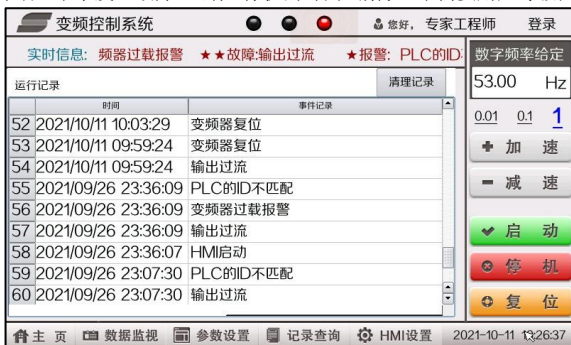 变频控制系统 您好， 专家工程师 登录
实时信息: 频器过载报警 ★★故障:输出过流 ★报警: PLC的ID
数字频率给定
运行记录 清理记录
53.00 Hz
时间 事件记录
0.01 0.1 1
52 2021/10/11 10:03:29 变频器复位
53 2021/10/11 09:59:24 变频器复位
54 2021/10/11 09:59:24 输出过流
55 2021/09/26 23:36:09 PLC的ID不匹配
56 2021/09/26 23:36:09 变频器过载报警
57 2021/09/26 23:36:09 输出过流
58 2021/09/26 23:36:07 HMI启动
59 2021/09/26 23:07:30 PLC的ID不匹配
60 2021/09/26 23:07:30 输出过流
加 速
减 速
启 动
停 机
复 位
主 页 数据监视 参数设置 记录查询 HMI设置 2021-10-11 13:26:37